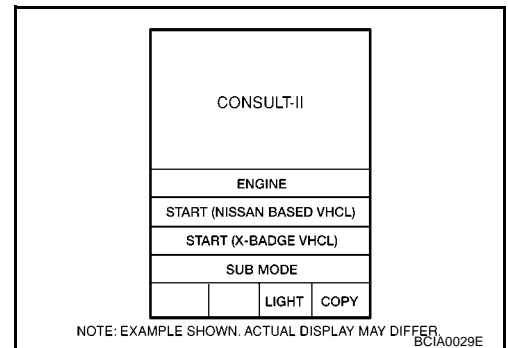 CONSULT-II
ENGINE
START (NISSAN BASED VHCL)
START (X-BADGE VHCL)
SUB MODE
LIGHT COPY
NOTE: EXAMPLE SHOWN. ACTUAL DISPLAY MAY DIFFER.
BCIA0029E